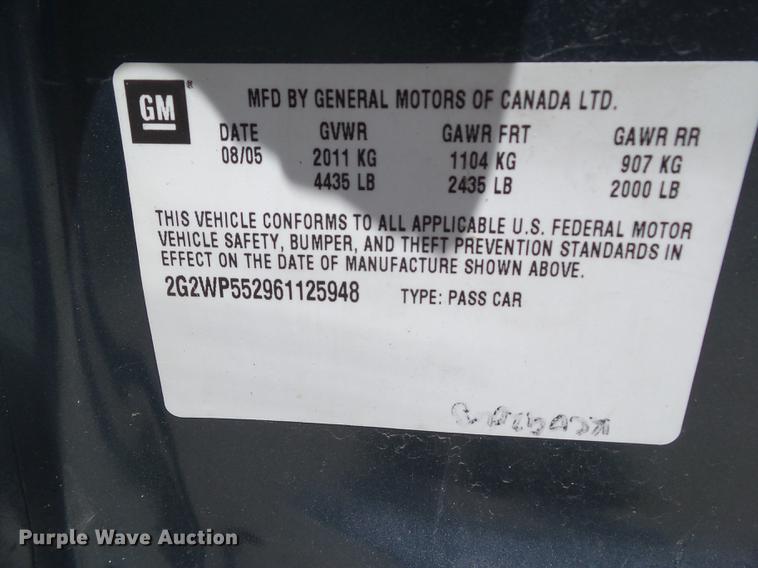 GM ®
MFD BY GENERAL MOTORS OF CANADA LTD.
DATE GVWR GAWR FRT GAWR RR
08/05 2011 KG 1104 KG 907 KG
4435 LB 2435 LB 2000 LB
THIS VEHICLE CONFORMS TO ALL APPLICABLE U.S. FEDERAL MOTOR
VEHICLE SAFETY, BUMPER, AND THEFT PREVENTION STANDARDS IN
EFFECT ON THE DATE OF MANUFACTURE SHOWN ABOVE.
2G2WP552961125948 TYPE: PASS CAR
Purple Wave Auction